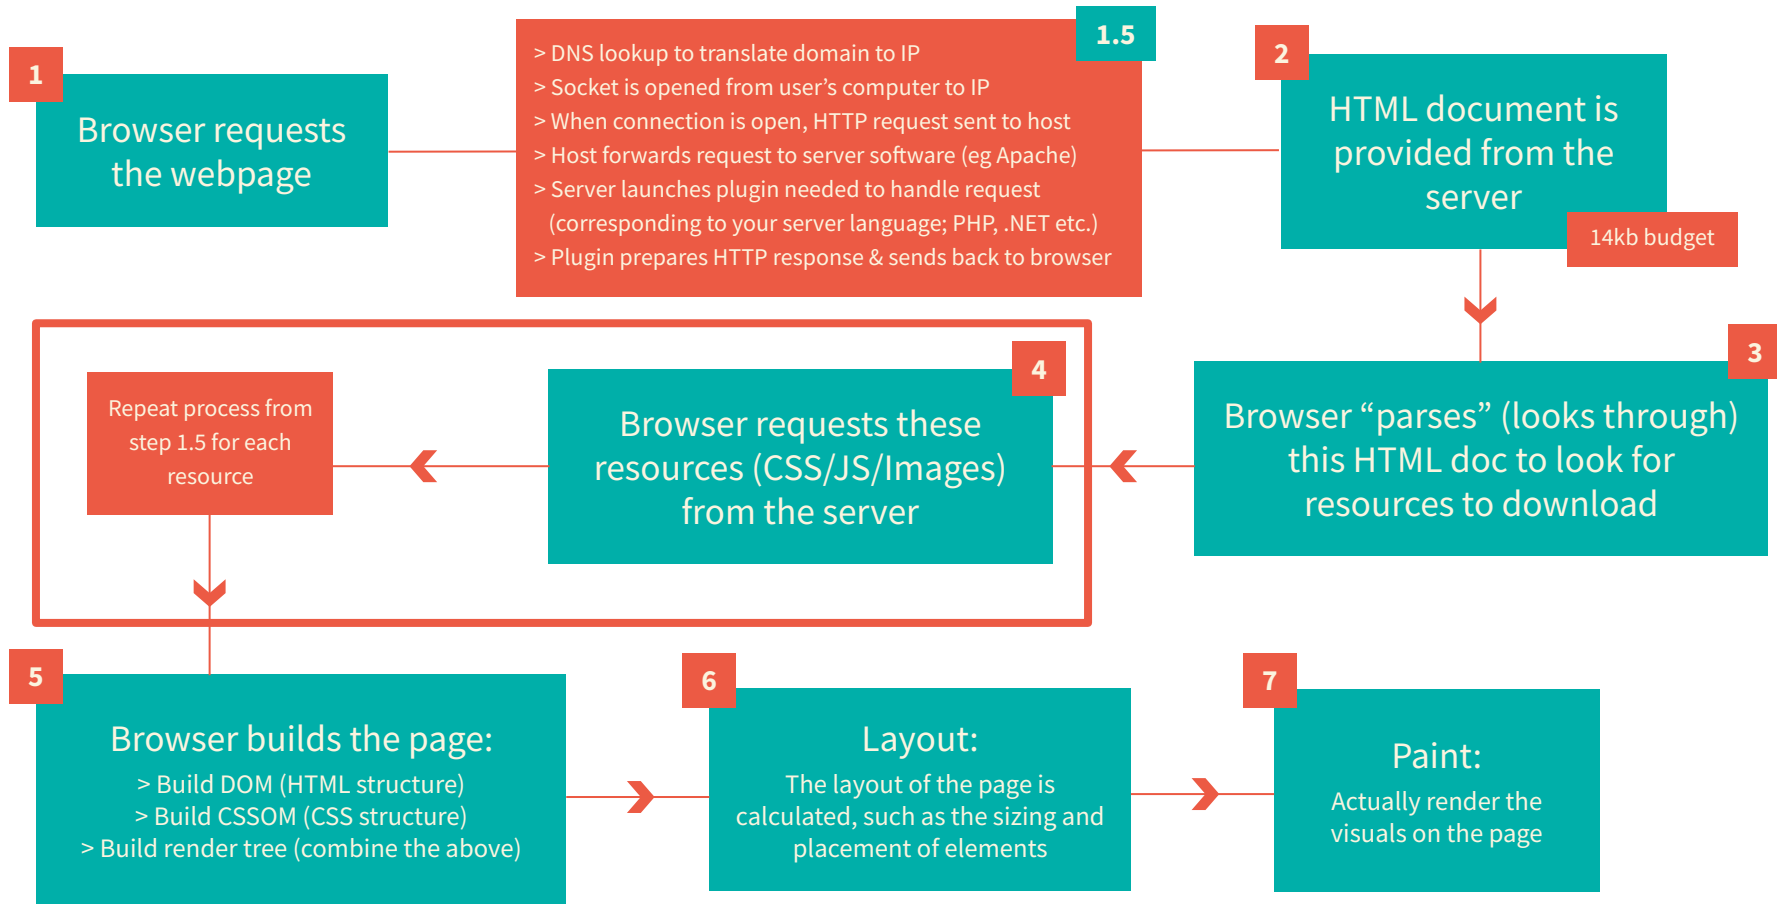 1
Browser requests
the webpage
1.5
> DNS lookup to translate domain to IP
> Socket is opened from user’s computer to IP
> When connection is open, HTTP request sent to host
> Host forwards request to server software (eg Apache)
> Server launches plugin needed to handle request
(corresponding to your server language; PHP, .NET etc.)
> Plugin prepares HTTP response & sends back to browser
2
HTML document is
provided from the
server
14kb budget
3
Browser “parses” (looks through)
this HTML doc to look for
resources to download
4
Browser requests these
resources (CSS/JS/Images)
from the server
Repeat process from
step 1.5 for each
resource
5
Browser builds the page:
> Build DOM (HTML structure)
> Build CSSOM (CSS structure)
> Build render tree (combine the above)
6
Layout:
The layout of the page is
calculated, such as the sizing and
placement of elements
7
Paint:
Actually render the
visuals on the page